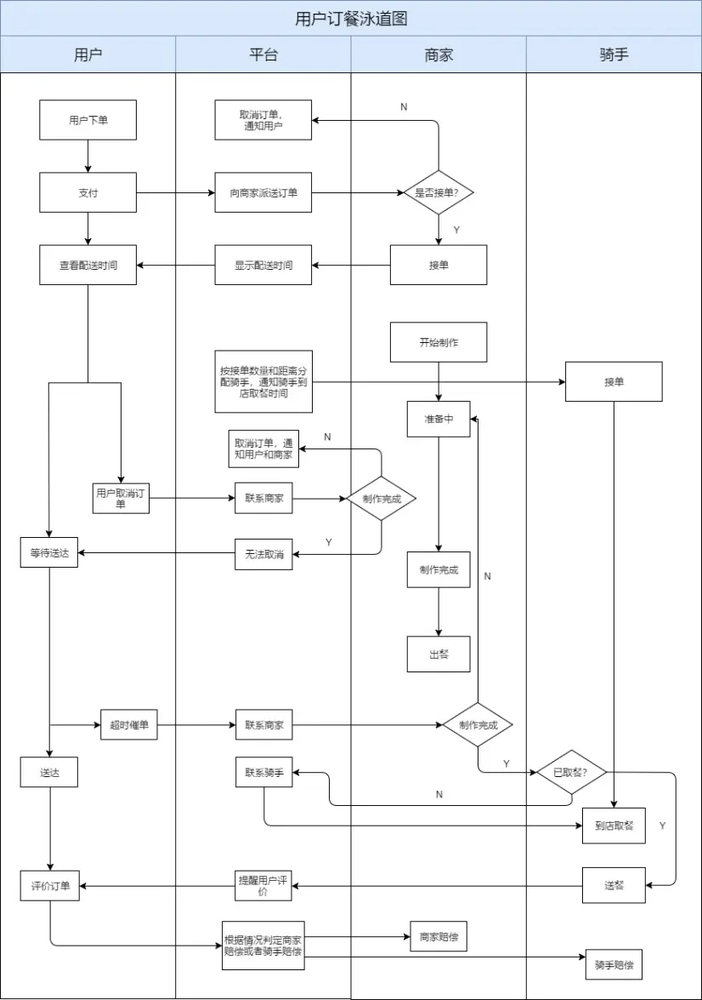 用户订餐泳道图
用户
平台
商家
骑手
用户下单
取消订单，
通知用户
N
支付
向商家派送订单
是否接单？
Y
查看配送时间
显示配送时间
接单
开始制作
按接单数量和距离分
配骑手，通知骑手到
店取餐时间
接单
准备中
取消订单，通
知用户和商家
N
用户取消订
单
联系商家
制作完成
等待送达
无法取消
Y
制作完成
N
出餐
超时催单
联系商家
制作完成
Y
送达
联系骑手
已取餐？
N
到店取餐
Y
评价订单
提醒用户评
价
送餐
根据情况判定商家
赔偿或者骑手赔偿
商家赔偿
骑手赔偿